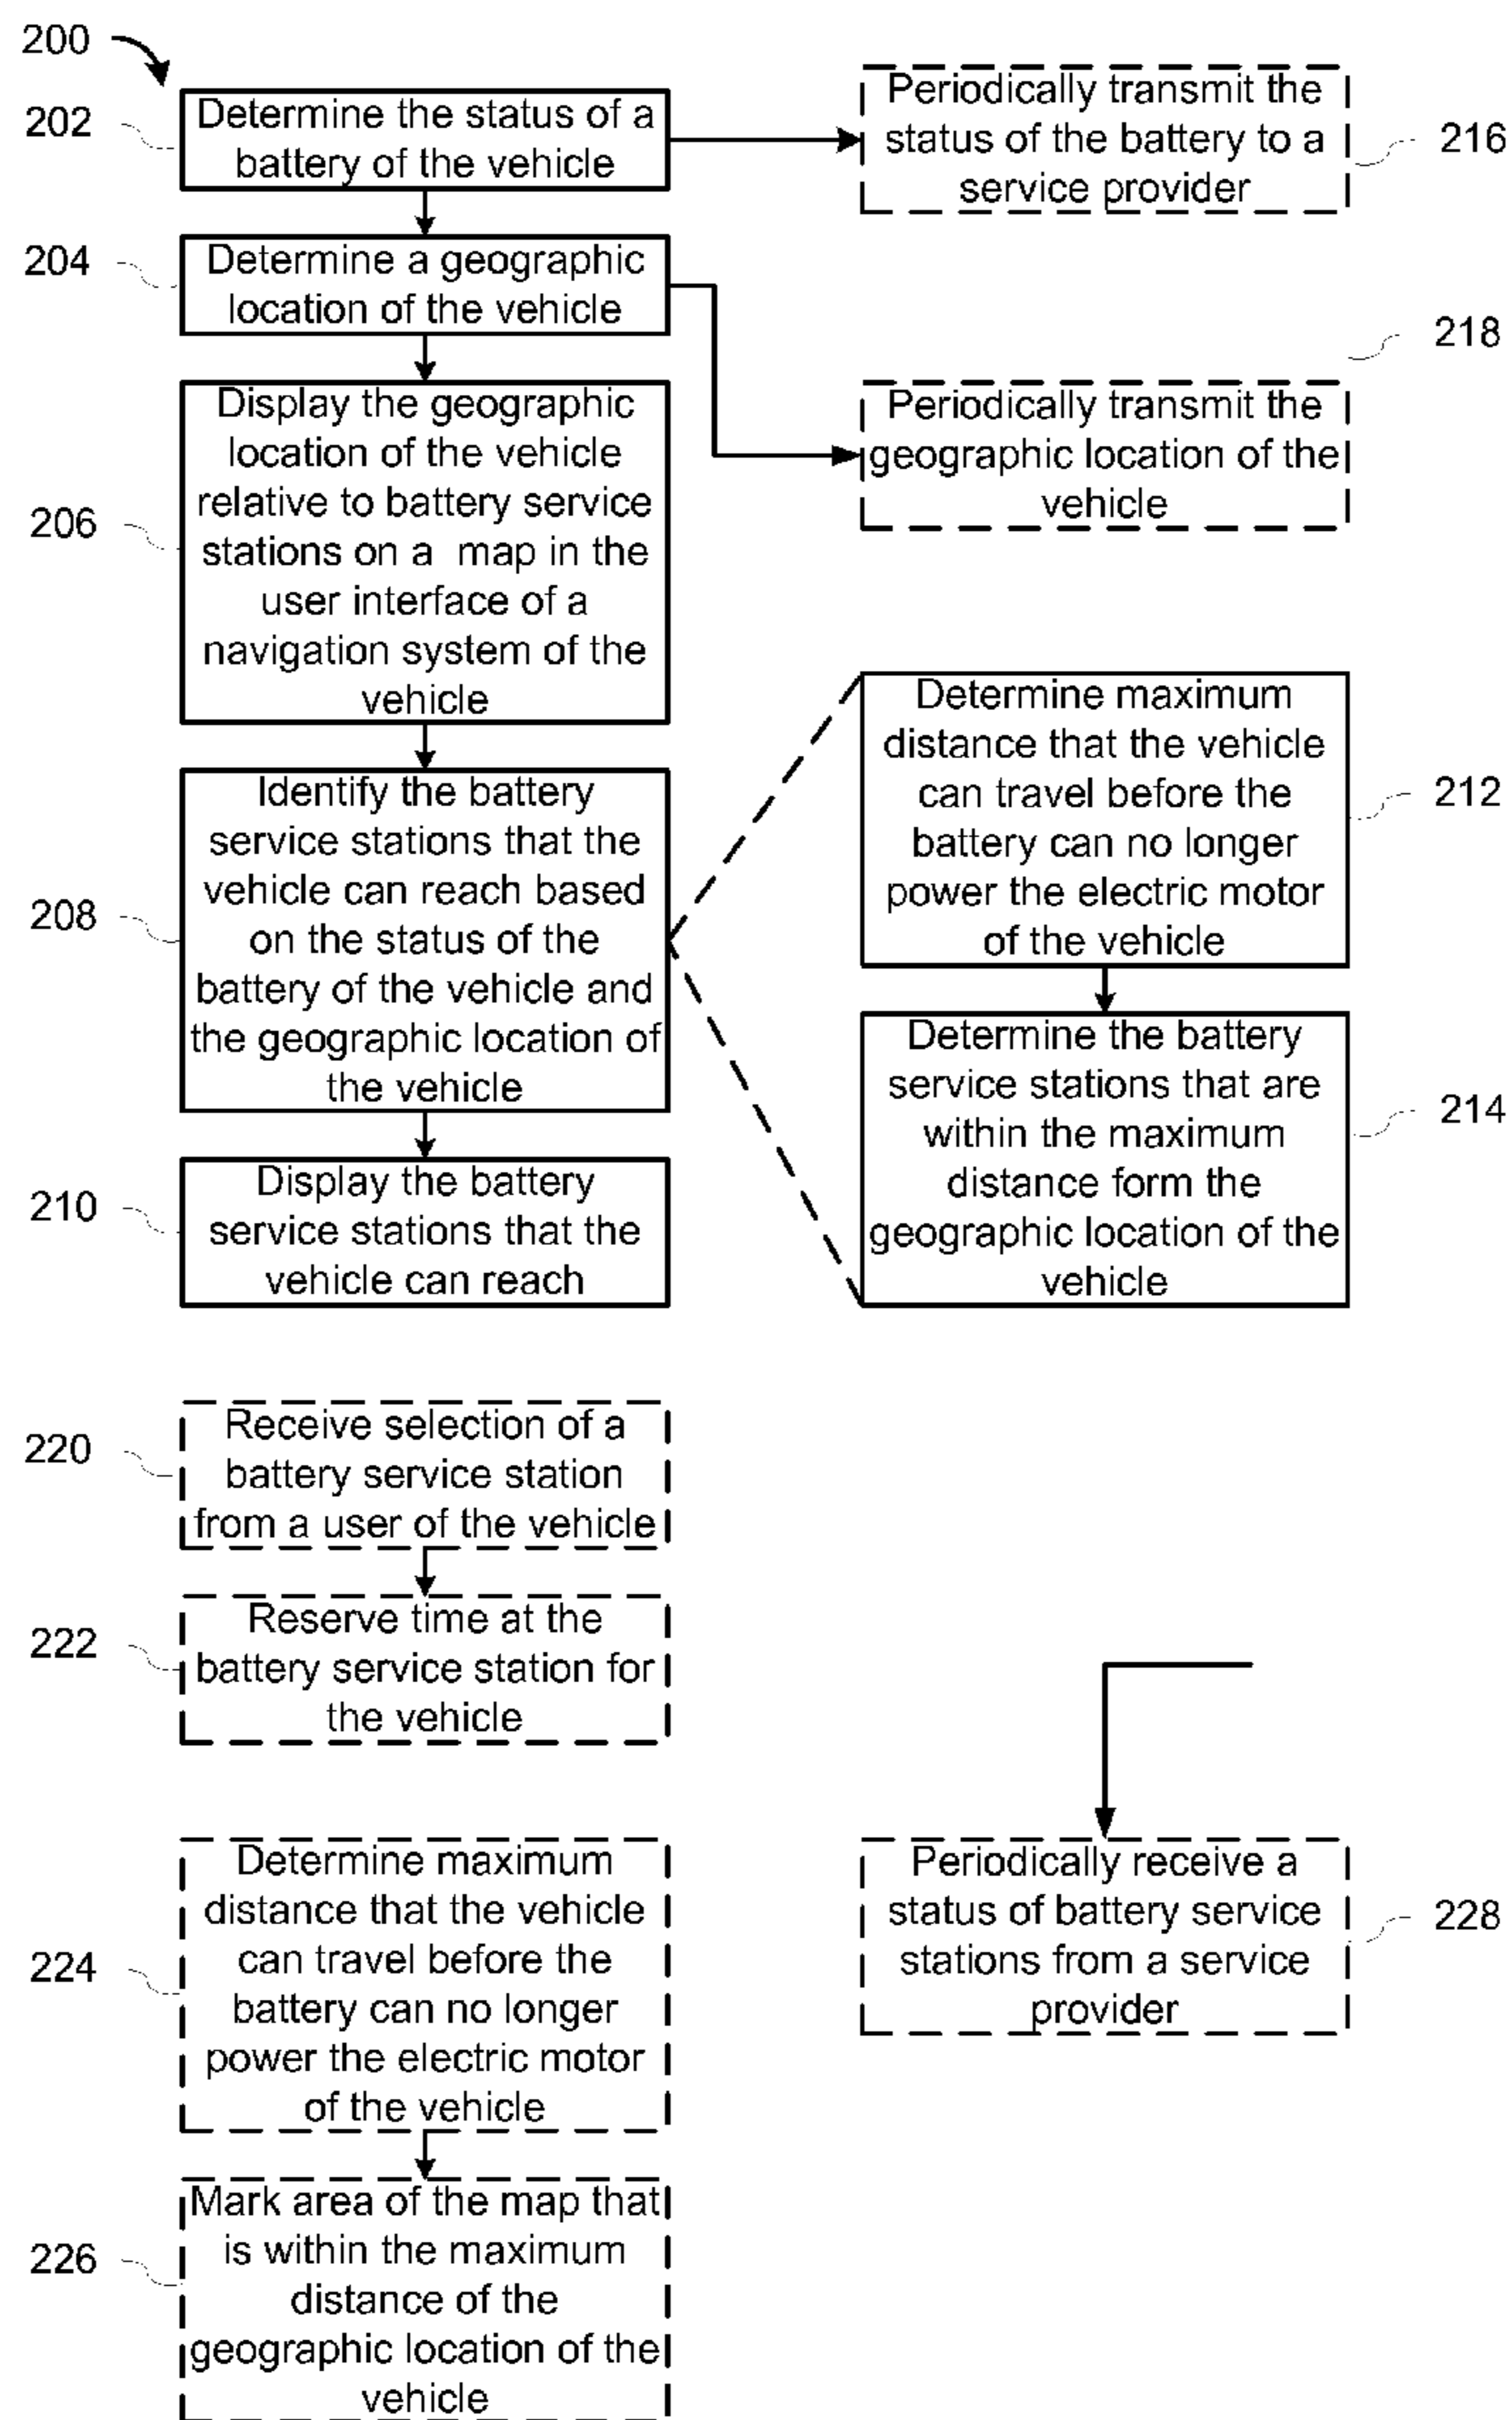 200
202
Determine the status of a
battery of the vehicle
Periodically transmit the
status of the battery to a
service provider
216
204
Determine a geographic
location of the vehicle
218
Periodically transmit the
geographic location of the
vehicle
206
Display the geographic
location of the vehicle
relative to battery service
stations on a map in the
user interface of a
navigation system of the
vehicle
208
Identify the battery
service stations that the
vehicle can reach based
on the status of the
battery of the vehicle and
the geographic location of
the vehicle
Determine maximum
distance that the vehicle
can travel before the
battery can no longer
power the electric motor
of the vehicle
212
Determine the battery
service stations that are
within the maximum
distance form the
geographic location of the
vehicle
214
210
Display the battery
service stations that the
vehicle can reach
220
Receive selection of a
battery service station
from a user of the vehicle
222
Reserve time at the
battery service station for
the vehicle
224
Determine maximum
distance that the vehicle
can travel before the
battery can no longer
power the electric motor
of the vehicle
Periodically receive a
status of battery service
stations from a service
provider
228
226
Mark area of the map that
is within the maximum
distance of the
geographic location of the
vehicle